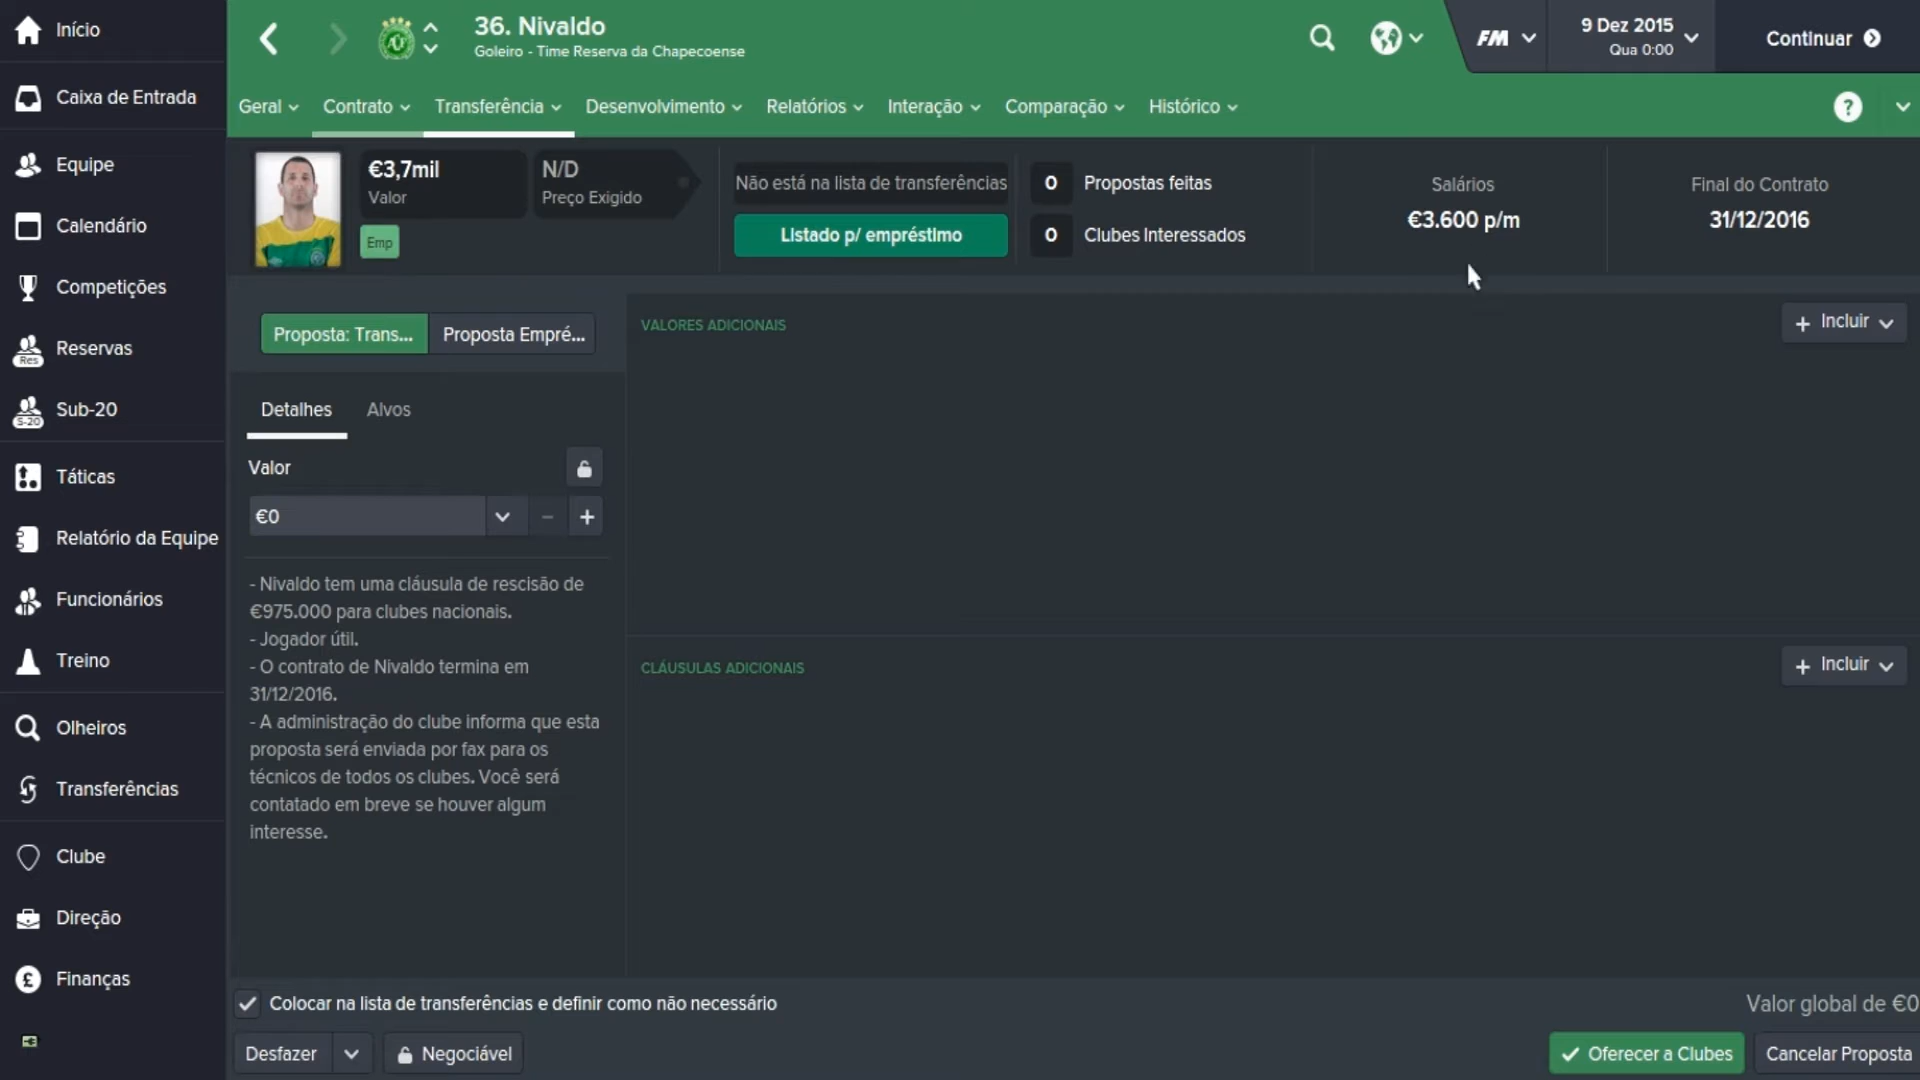 Início
Caixa de Entrada
Equipe
Calendário
Competições
Reservas
Res
Sub-20
S-20
Táticas
Relatório da Equipe
Funcionários
Treino
Olheiros
Transferências
Clube
Direção
Finanças
36. Nivaldo
Goleiro - Time Reserva da Chapecoense
FM
9 Dez 2015
Qua 0:00
Continuar
Geral
Contrato
Transferência
Desenvolvimento
Relatórios
Interação
Comparação
Histórico
?
€3,7mil
Valor
Emp
N/D
Preço Exigido
Não está na lista de transferências
Listado p/ empréstimo
0 Propostas feitas
0 Clubes Interessados
Salários
€3.600 p/m
Final do Contrato
31/12/2016
Proposta: Trans...
Proposta Empré...
Detalhes
Alvos
Valor
€0
- Nivaldo tem uma cláusula de rescisão de
€975.000 para clubes nacionais.
- Jogador útil.
- O contrato de Nivaldo termina em
31/12/2016.
- A administração do clube informa que esta
proposta será enviada por fax para os
técnicos de todos os clubes. Você será
contatado em breve se houver algum
interesse.
VALORES ADICIONAIS
+ Incluir
CLÁUSULAS ADICIONAIS
+ Incluir
Colocar na lista de transferências e definir como não necessário
Valor global de €0
Desfazer
Negociável
Oferecer a Clubes
Cancelar Proposta